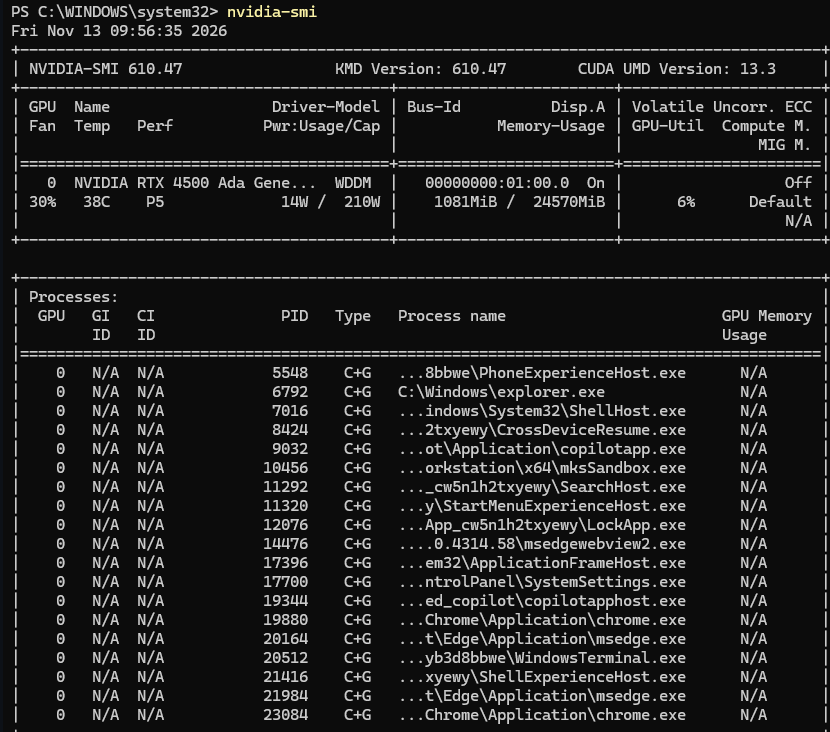 PS C:\WINDOWS\system32> nvidia-smi
Fri Nov 13 09:56:35 2026
+-----------------------------------------------------------------------------------------+
| NVIDIA-SMI 610.47                 KMD Version: 610.47        CUDA UMD Version: 13.3     |
+-----------------------------------------+------------------------+----------------------+
| GPU  Name                  Driver-Model | Bus-Id          Disp.A | Volatile Uncorr. ECC |
| Fan  Temp   Perf          Pwr:Usage/Cap |           Memory-Usage | GPU-Util  Compute M. |
|                                         |                        |               MIG M. |
|=========================================+========================+======================|
|   0  NVIDIA RTX 4500 Ada Gene...  WDDM  |   00000000:01:00.0  On |                  Off |
| 30%   38C    P5             14W /  210W |    1081MiB /  24570MiB |      6%      Default |
|                                         |                        |                  N/A |
+-----------------------------------------+------------------------+----------------------+
+-----------------------------------------------------------------------------------------+
| Processes:                                                                              |
|  GPU   GI   CI              PID   Type   Process name                        GPU Memory |
|        ID   ID                                                               Usage      |
|=========================================================================================|
|    0   N/A  N/A            5548    C+G   ...8bbwe\PhoneExperienceHost.exe      N/A      |
|    0   N/A  N/A            6792    C+G   C:\Windows\explorer.exe               N/A      |
|    0   N/A  N/A            7016    C+G   ...indows\System32\ShellHost.exe      N/A      |
|    0   N/A  N/A            8424    C+G   ...2txyewy\CrossDeviceResume.exe      N/A      |
|    0   N/A  N/A            9032    C+G   ...ot\Application\copilotapp.exe      N/A      |
|    0   N/A  N/A           10456    C+G   ...orkstation\x64\mksSandbox.exe      N/A      |
|    0   N/A  N/A           11292    C+G   ..._cw5n1h2txyewy\SearchHost.exe      N/A      |
|    0   N/A  N/A           11320    C+G   ...y\StartMenuExperienceHost.exe      N/A      |
|    0   N/A  N/A           12076    C+G   ...App_cw5n1h2txyewy\LockApp.exe      N/A      |
|    0   N/A  N/A           14476    C+G   ....0.4314.58\msedgewebview2.exe      N/A      |
|    0   N/A  N/A           17396    C+G   ...em32\ApplicationFrameHost.exe      N/A      |
|    0   N/A  N/A           17700    C+G   ...ntrolPanel\SystemSettings.exe      N/A      |
|    0   N/A  N/A           19344    C+G   ...ed_copilot\copilotapphost.exe      N/A      |
|    0   N/A  N/A           19880    C+G   ...Chrome\Application\chrome.exe      N/A      |
|    0   N/A  N/A           20164    C+G   ...t\Edge\Application\msedge.exe      N/A      |
|    0   N/A  N/A           20512    C+G   ...yb3d8bbwe\WindowsTerminal.exe      N/A      |
|    0   N/A  N/A           21416    C+G   ...xyewy\ShellExperienceHost.exe      N/A      |
|    0   N/A  N/A           21984    C+G   ...t\Edge\Application\msedge.exe      N/A      |
|    0   N/A  N/A           23084    C+G   ...Chrome\Application\chrome.exe      N/A      |